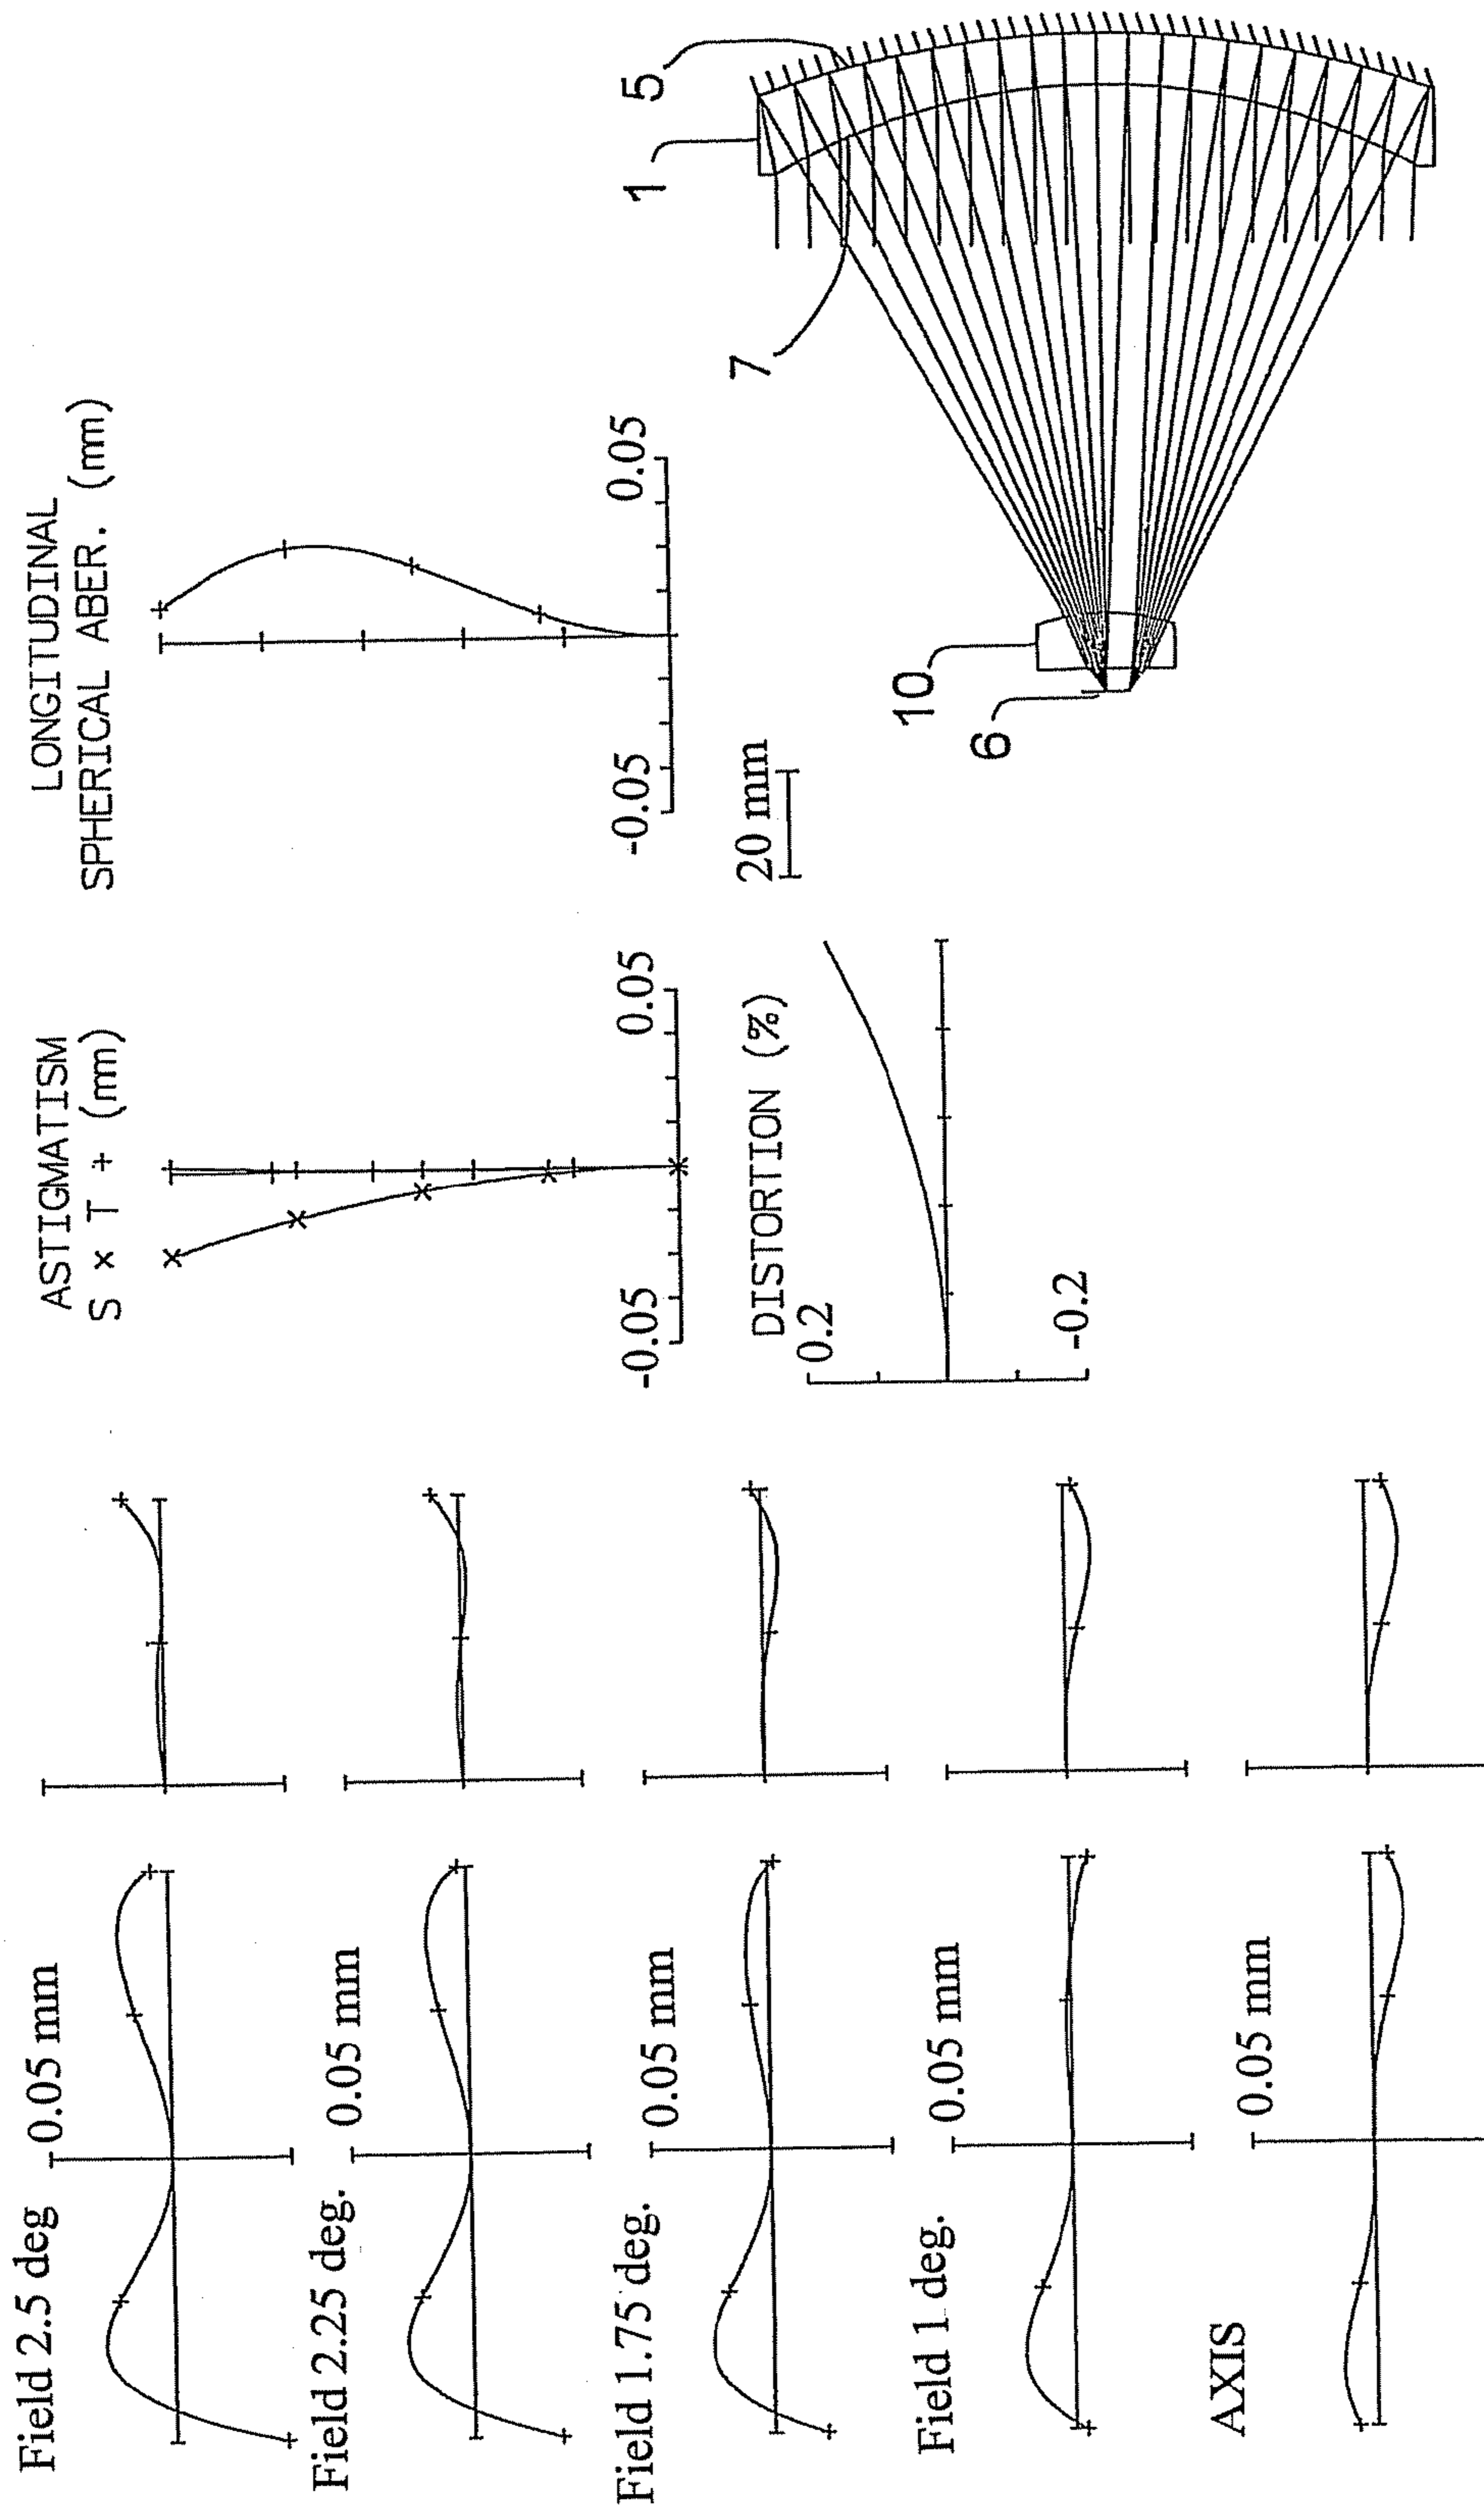 Field 2.5 deg
0.05 mm
Field 2.25 deg.
0.05 mm
Field 1.75 deg.
0.05 mm
Field 1 deg.
0.05 mm
AXIS
0.05 mm
ASTIGMATISM
S × T + (mm)
-0.05
0.05
LONGITUDINAL
SPHERICAL ABER. (mm)
-0.05
0.05
DISTORTION (%)
0.2
-0.2
20 mm
6
10
7
1
5